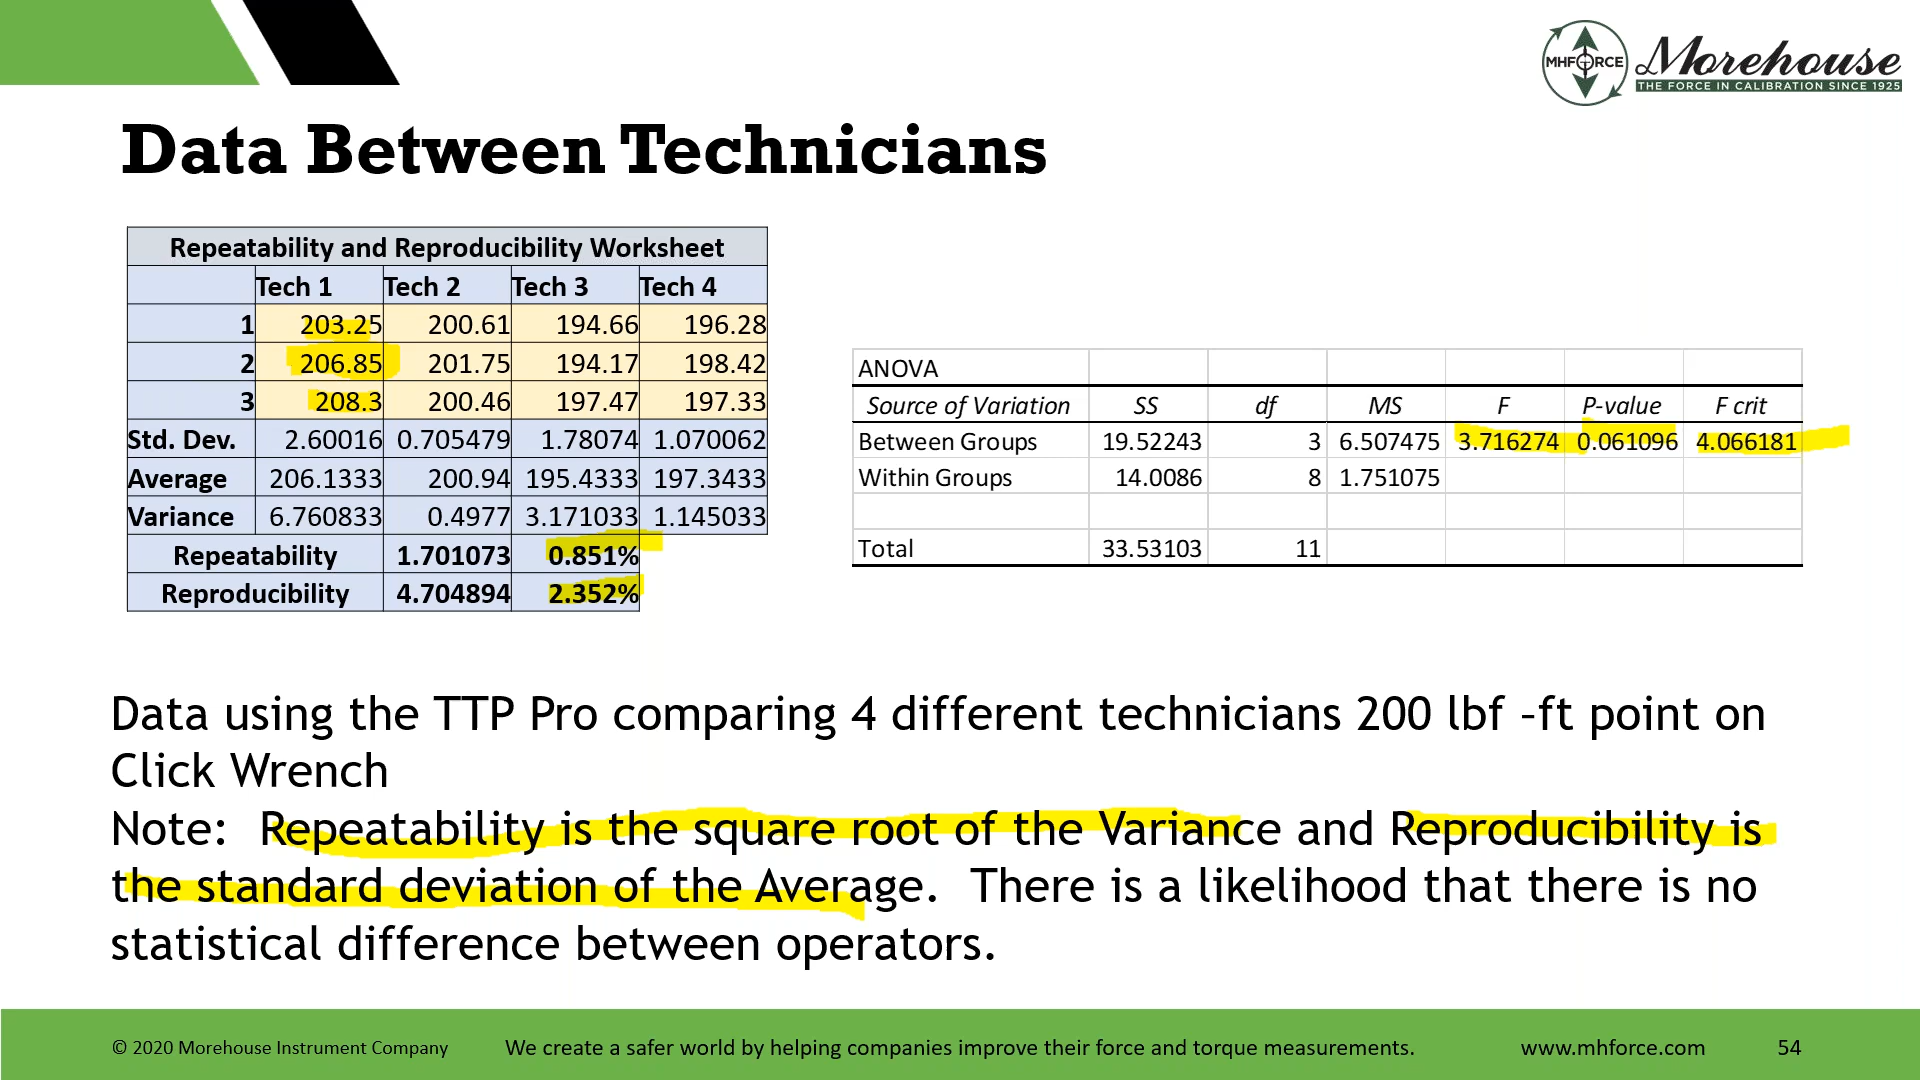 MHFORCE
Morehouse
THE FORCE IN CALIBRATION SINCE 1925
Data Between Technicians
Repeatability and Reproducibility Worksheet
Tech 1 Tech 2 Tech 3 Tech 4
1 203.25 200.61 194.66 196.28
2 206.85 201.75 194.17 198.42
3 208.3 200.46 197.47 197.33
Std. Dev. 2.60016 0.705479 1.78074 1.070062
Average 206.1333 200.94 195.4333 197.3433
Variance 6.760833 0.4977 3.171033 1.145033
Repeatability 1.701073 0.851%
Reproducibility 4.704894 2.352%
ANOVA
Source of Variation SS df MS F P-value F crit
Between Groups 19.52243 3 6.507475 3.716274 0.061096 4.066181
Within Groups 14.0086 8 1.751075
Total 33.53103 11
Data using the TTP Pro comparing 4 different technicians 200 lbf –ft point on
Click Wrench
Note: Repeatability is the square root of the Variance and Reproducibility is
the standard deviation of the Average. There is a likelihood that there is no
statistical difference between operators.
© 2020 Morehouse Instrument Company We create a safer world by helping companies improve their force and torque measurements. www.mhforce.com 54